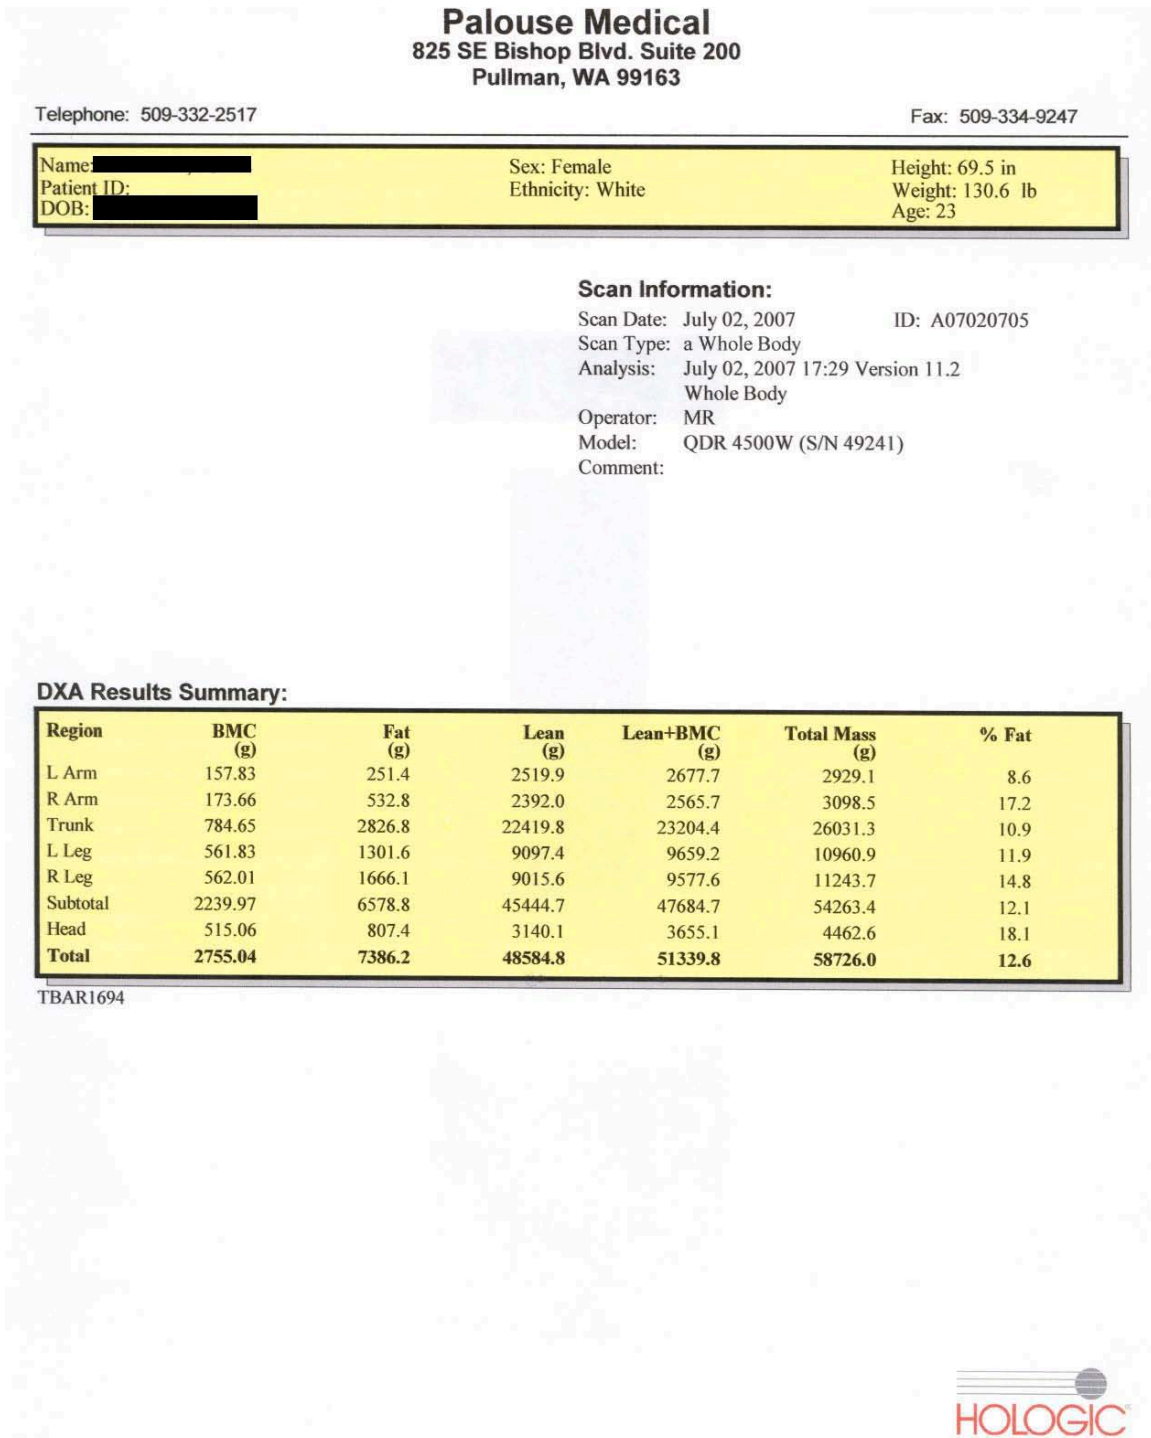 Palouse Medical
825 SE Bishop Blvd. Suite 200
Pullman, WA 99163
Telephone: 509-332-2517 Fax: 509-334-9247
Name: Sex: Female Height: 69.5 in
Patient ID: Ethnicity: White Weight: 130.6 lb
DOB: Age: 23
Scan Information:
Scan Date: July 02, 2007 ID: A07020705
Scan Type: a Whole Body
Analysis: July 02, 2007 17:29 Version 11.2
Whole Body
Operator: MR
Model: QDR 4500W (S/N 49241)
Comment:
DXA Results Summary:
Region BMC Fat Lean Lean+BMC Total Mass % Fat
(g) (g) (g) (g) (g)
L Arm 157.83 251.4 2519.9 2677.7 2929.1 8.6
R Arm 173.66 532.8 2392.0 2565.7 3098.5 17.2
Trunk 784.65 2826.8 22419.8 23204.4 26031.3 10.9
L Leg 561.83 1301.6 9097.4 9659.2 10960.9 11.9
R Leg 562.01 1666.1 9015.6 9577.6 11243.7 14.8
Subtotal 2239.97 6578.8 45444.7 47684.7 54263.4 12.1
Head 515.06 807.4 3140.1 3655.1 4462.6 18.1
Total 2755.04 7386.2 48584.8 51339.8 58726.0 12.6
TBAR1694
HOLOGIC